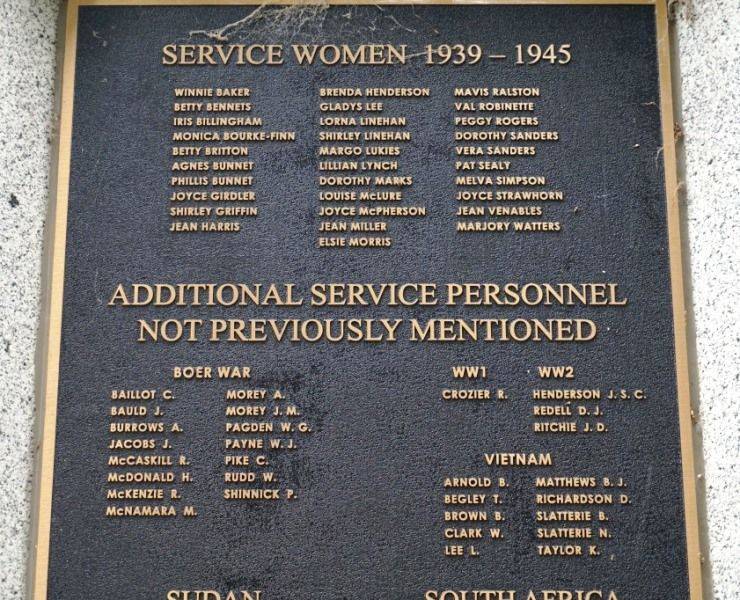 SERVICE WOMEN 1939 – 1945
WINNIE BAKER
BETTY BENNETS
IRIS BILLINGHAM
MONICA BOURKE-FINN
BETTY BRITTON
AGNES BUNNET
PHILLIS BUNNET
JOYCE GIRDLER
SHIRLEY GRIFFIN
JEAN HARRIS
BRENDA HENDERSON
GLADYS LEE
LORNA LINEHAN
SHIRLEY LINEHAN
MARGO LUKIES
LILLIAN LYNCH
DOROTHY MARKS
LOUISE McLURE
JOYCE McPHERSON
JEAN MILLER
ELSIE MORRIS
MAVIS RALSTON
VAL ROBINETTE
PEGGY ROGERS
DOROTHY SANDERS
VERA SANDERS
PAT SEALY
MELVA SIMPSON
JOYCE STRAWHORN
JEAN VENABLES
MARJORY WATTERS
ADDITIONAL SERVICE PERSONNEL
NOT PREVIOUSLY MENTIONED
BOER WAR
BAILLOT C.
BAULD J.
BURROWS A.
JACOBS J.
McCASKILL R.
McDONALD H.
McKENZIE R.
McNAMARA M.
MOREY A.
MOREY J. M.
PAGDEN W. G.
PAYNE W. J.
PIKE C.
RUDD W.
SHINNICK P.
WW1
CROZIER R.
WW2
HENDERSON J. S. C.
REDELL D. J.
RITCHIE J. D.
VIETNAM
ARNOLD B.
BEGLEY T.
BROWN B.
CLARK W.
LEE L.
MATTHEWS B. J.
RICHARDSON D.
SLATTERIE B.
SLATTERIE N.
TAYLOR K.
SUDAN
SOUTH AFRICA